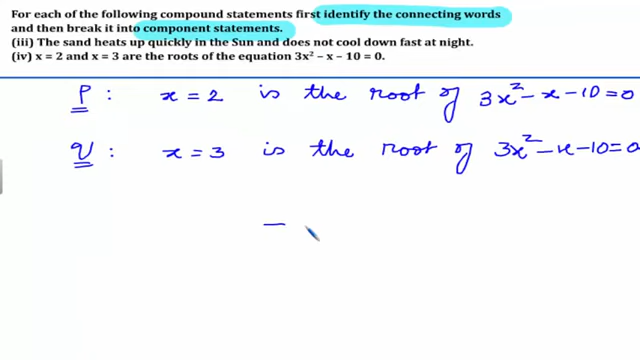 For each of the following compound statements first identify the connecting words
and then break it into component statements.
(iii) The sand heats up quickly in the Sun and does not cool down fast at night.
(iv) x = 2 and x = 3 are the roots of the equation 3x² – x – 10 = 0.
p : x = 2 is the root of 3x² – x – 10 = 0
q : x = 3 is the root of 3x² – x – 10 = 0